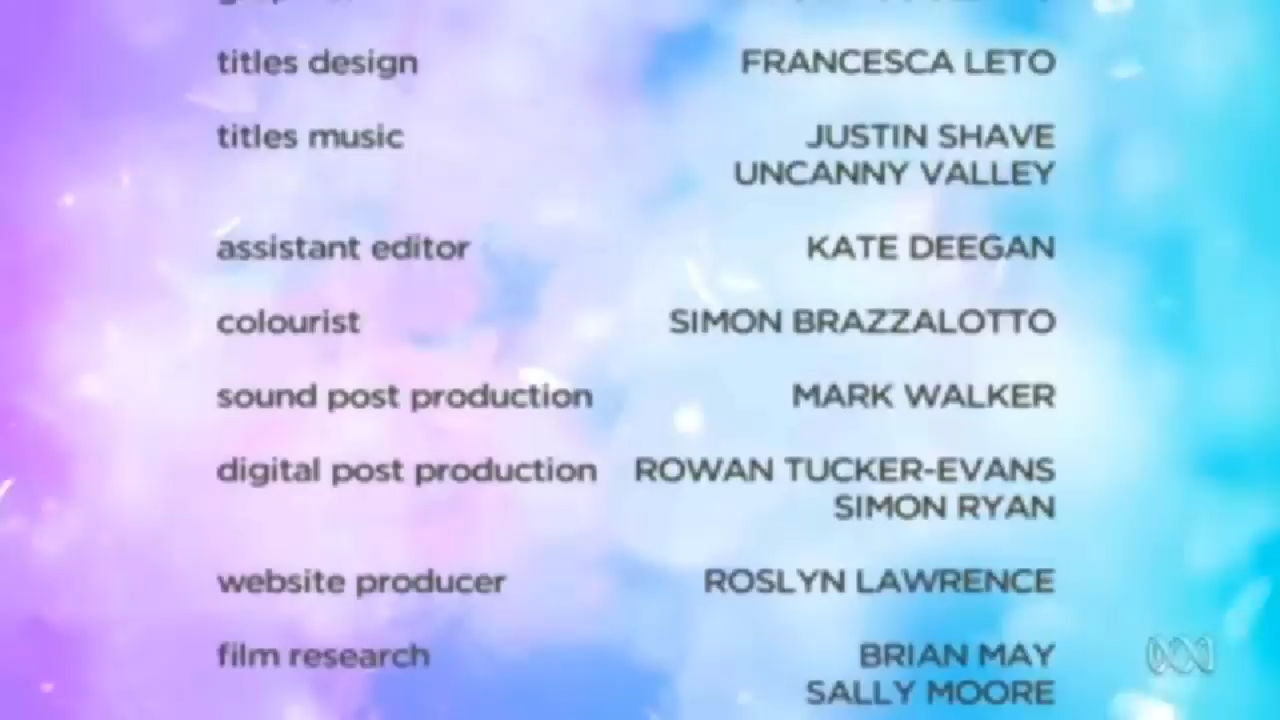 titles design FRANCESCA LETO
titles music JUSTIN SHAVE
UNCANNY VALLEY
assistant editor KATE DEEGAN
colourist SIMON BRAZZALOTTO
sound post production MARK WALKER
digital post production ROWAN TUCKER-EVANS
SIMON RYAN
website producer ROSLYN LAWRENCE
film research BRIAN MAY
SALLY MOORE